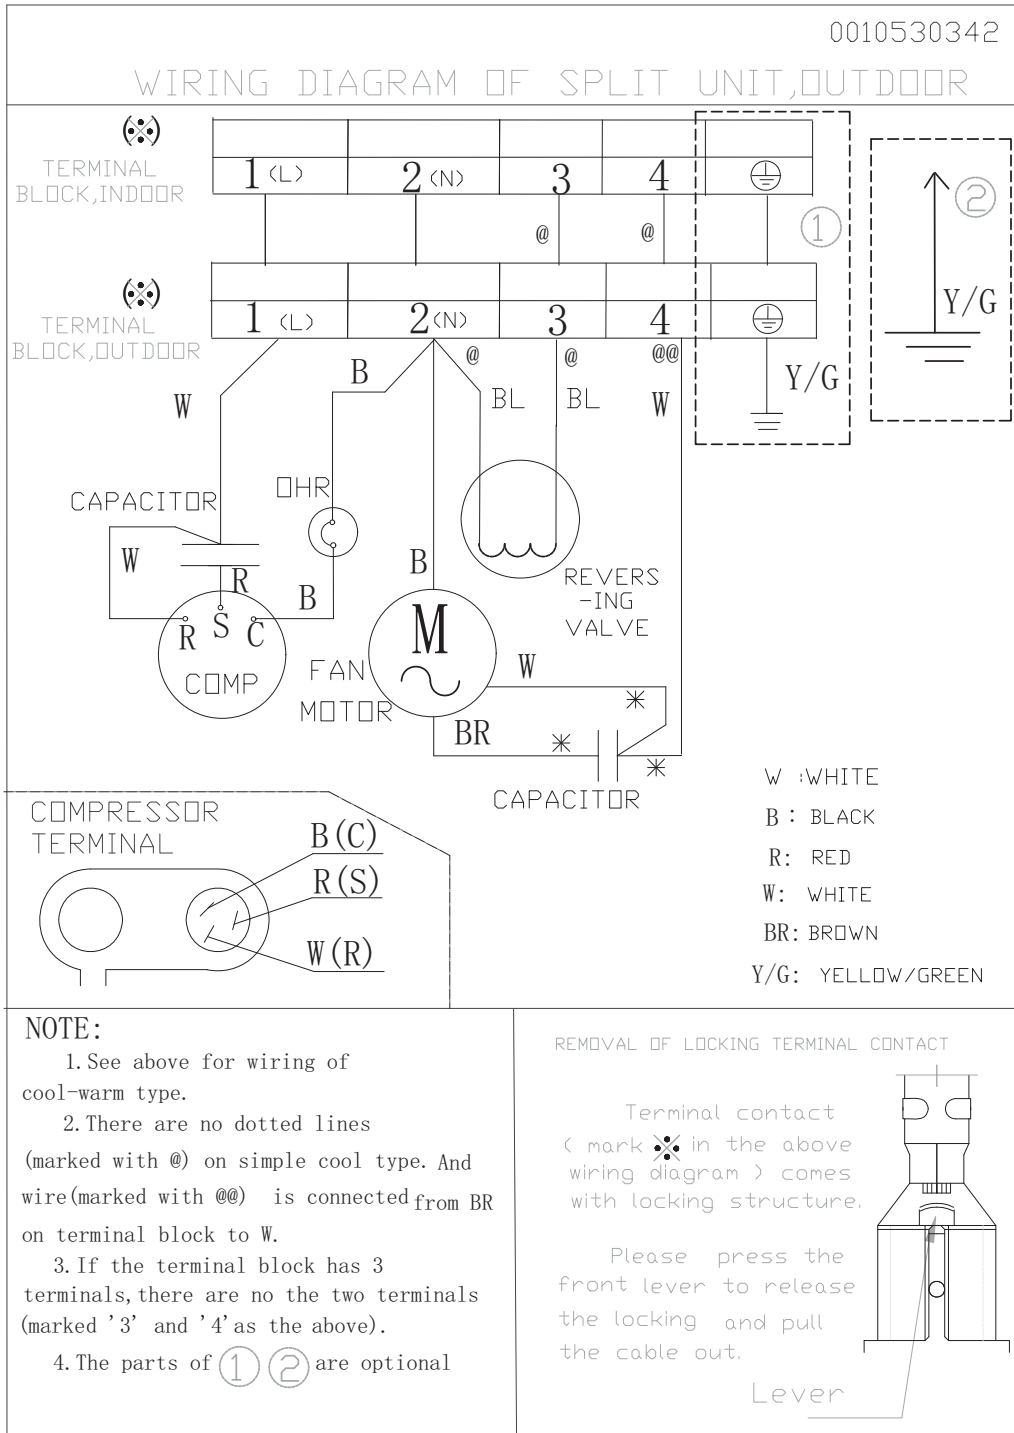 0010530342
WIRING DIAGRAM OF SPLIT UNIT,OUTDOOR
(※)
TERMINAL
BLOCK,INDOOR
1(L) 2(N) 3 4
①
②
Y/G
@ @
(※)
TERMINAL
BLOCK,OUTDOOR
1 (L) 2(N) 3 4
@ @ @@
W B BL BL W Y/G
CAPACITOR
OHR
W
R
B
B
R S C
COMP
REVERS
-ING
VALVE
M
FAN
MOTOR
W
BR
* * *
CAPACITOR
W :WHITE
B : BLACK
R: RED
W: WHITE
BR: BROWN
Y/G: YELLOW/GREEN
COMPRESSOR
TERMINAL
B(C)
R(S)
W(R)
NOTE:
1.See above for wiring of
cool-warm type.
2.There are no dotted lines
(marked with @) on simple cool type. And
wire(marked with @@) is connected from BR
on terminal block to W.
3.If the terminal block has 3
terminals,there are no the two terminals
(marked '3' and '4'as the above).
4.The parts of ① ② are optional
REMOVAL OF LOCKING TERMINAL CONTACT
Terminal contact
( mark ※ in the above
wiring diagram ) comes
with locking structure.
Please press the
front lever to release
the locking and pull
the cable out.
Lever